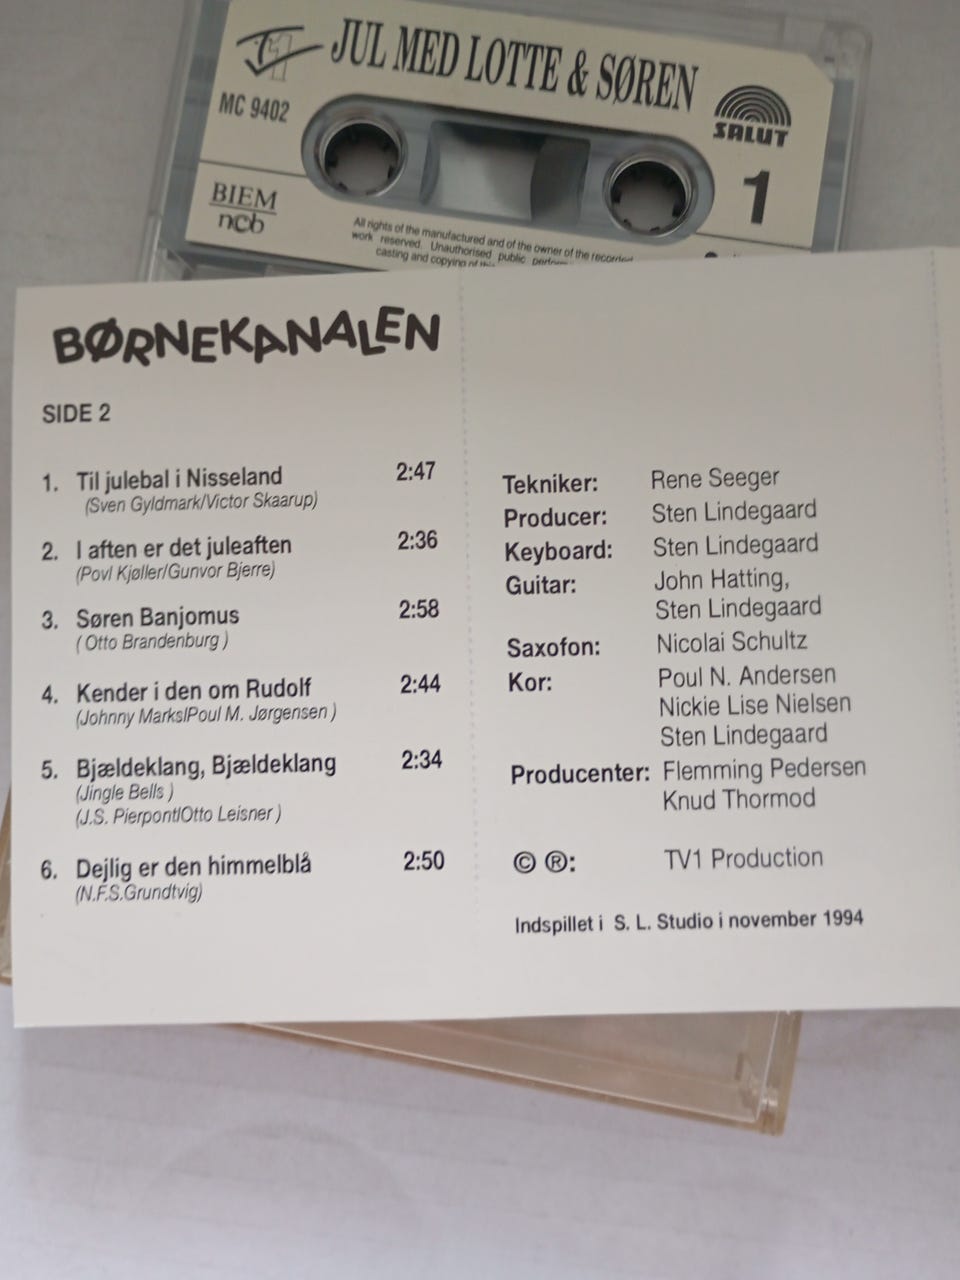 TV1
JUL MED LOTTE & SØREN
MC 9402
SALUT
1
BIEM
ncb
All rights of the manufactured and of the owner of the recorded
work reserved. Unauthorised public
casting and copying of
BØRNEKANALEN
SIDE 2
1. Til julebal i Nisseland 2:47
(Sven Gyldmark/Victor Skaarup)
2. I aften er det juleaften 2:36
(Povl Kjøller/Gunvor Bjerre)
3. Søren Banjomus 2:58
( Otto Brandenburg )
4. Kender i den om Rudolf 2:44
(Johnny Marks/Poul M. Jørgensen )
5. Bjældeklang, Bjældeklang 2:34
(Jingle Bells )
(J.S. Pierpont/Otto Leisner )
6. Dejlig er den himmelblå 2:50
(N.F.S.Grundtvig)
Tekniker: Rene Seeger
Producer: Sten Lindegaard
Keyboard: Sten Lindegaard
Guitar: John Hatting,
Sten Lindegaard
Saxofon: Nicolai Schultz
Kor: Poul N. Andersen
Nickie Lise Nielsen
Sten Lindegaard
Producenter: Flemming Pedersen
Knud Thormod
© ®: TV1 Production
Indspillet i S. L. Studio i november 1994